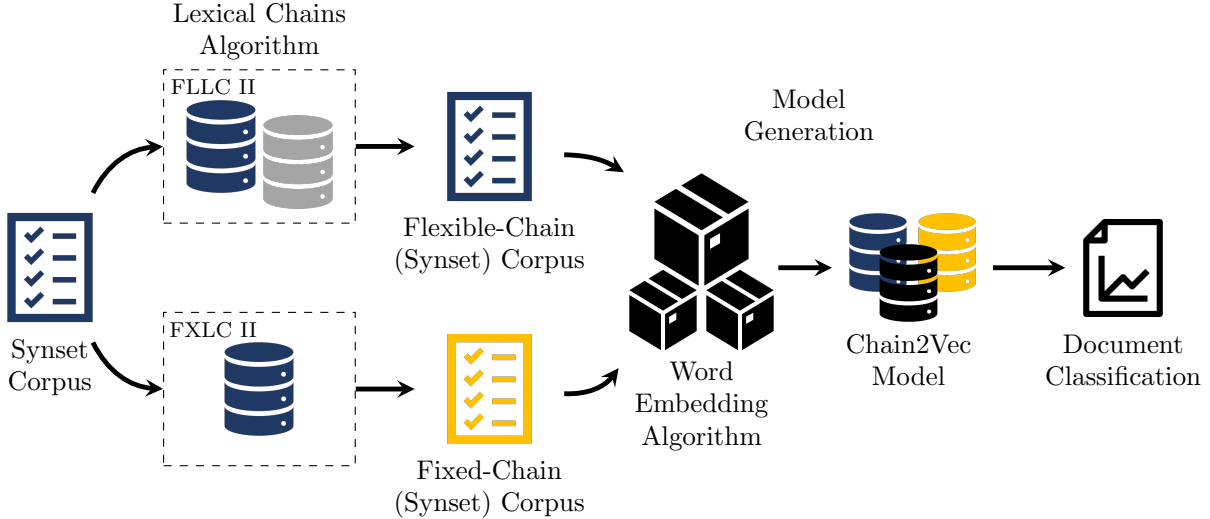 Lexical Chains
Algorithm
FLLC II
Flexible-Chain
(Synset) Corpus
Synset
Corpus
FXLC II
Fixed-Chain
(Synset) Corpus
Model
Generation
Word
Embedding
Algorithm
Chain2Vec
Model
Document
Classification